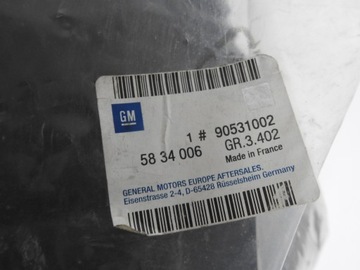 GM
1 # 90531002
58 34 006 GR.3.402
Made in France
GENERAL MOTORS EUROPE AFTERSALES.
Eisenstrasse 2-4, D-65428 Rüsselsheim Germany